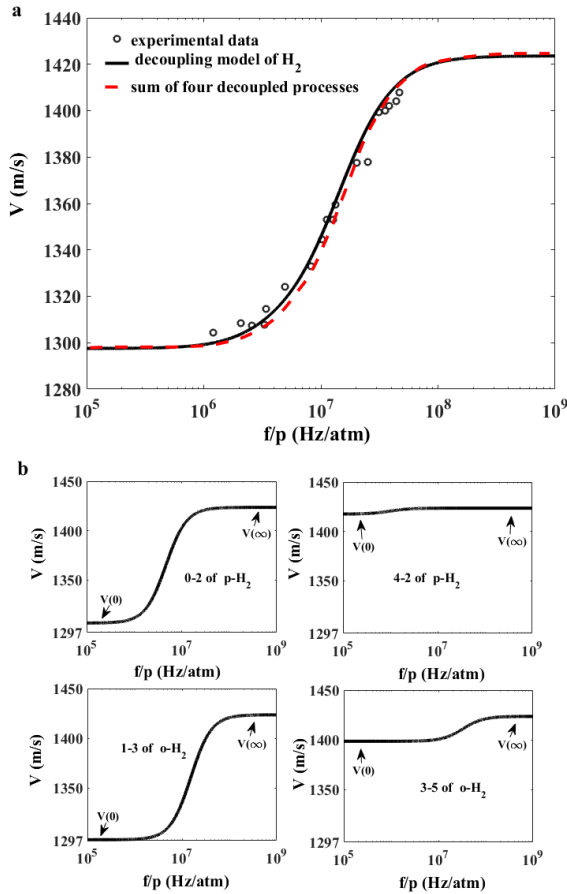 a
1440
1420
1400
1380
1360
1340
1320
1300
1280
V (m/s)
experimental data
decoupling model of H2
sum of four decoupled processes
10^5 10^6 10^7 10^8 10^9
f/p (Hz/atm)
b
1450
1400
1350
1297
V (m/s)
V(0)
V(∞)
0-2 of p-H2
10^5 10^7 10^9
f/p (Hz/atm)
1450
1400
1350
1297
V (m/s)
V(0)
V(∞)
4-2 of p-H2
10^5 10^7 10^9
f/p (Hz/atm)
1450
1400
1350
1297
V (m/s)
1-3 of o-H2
V(∞)
V(0)
10^5 10^7 10^9
f/p (Hz/atm)
1450
1400
1350
1297
V (m/s)
V(0)
V(∞)
3-5 of o-H2
10^5 10^7 10^9
f/p (Hz/atm)